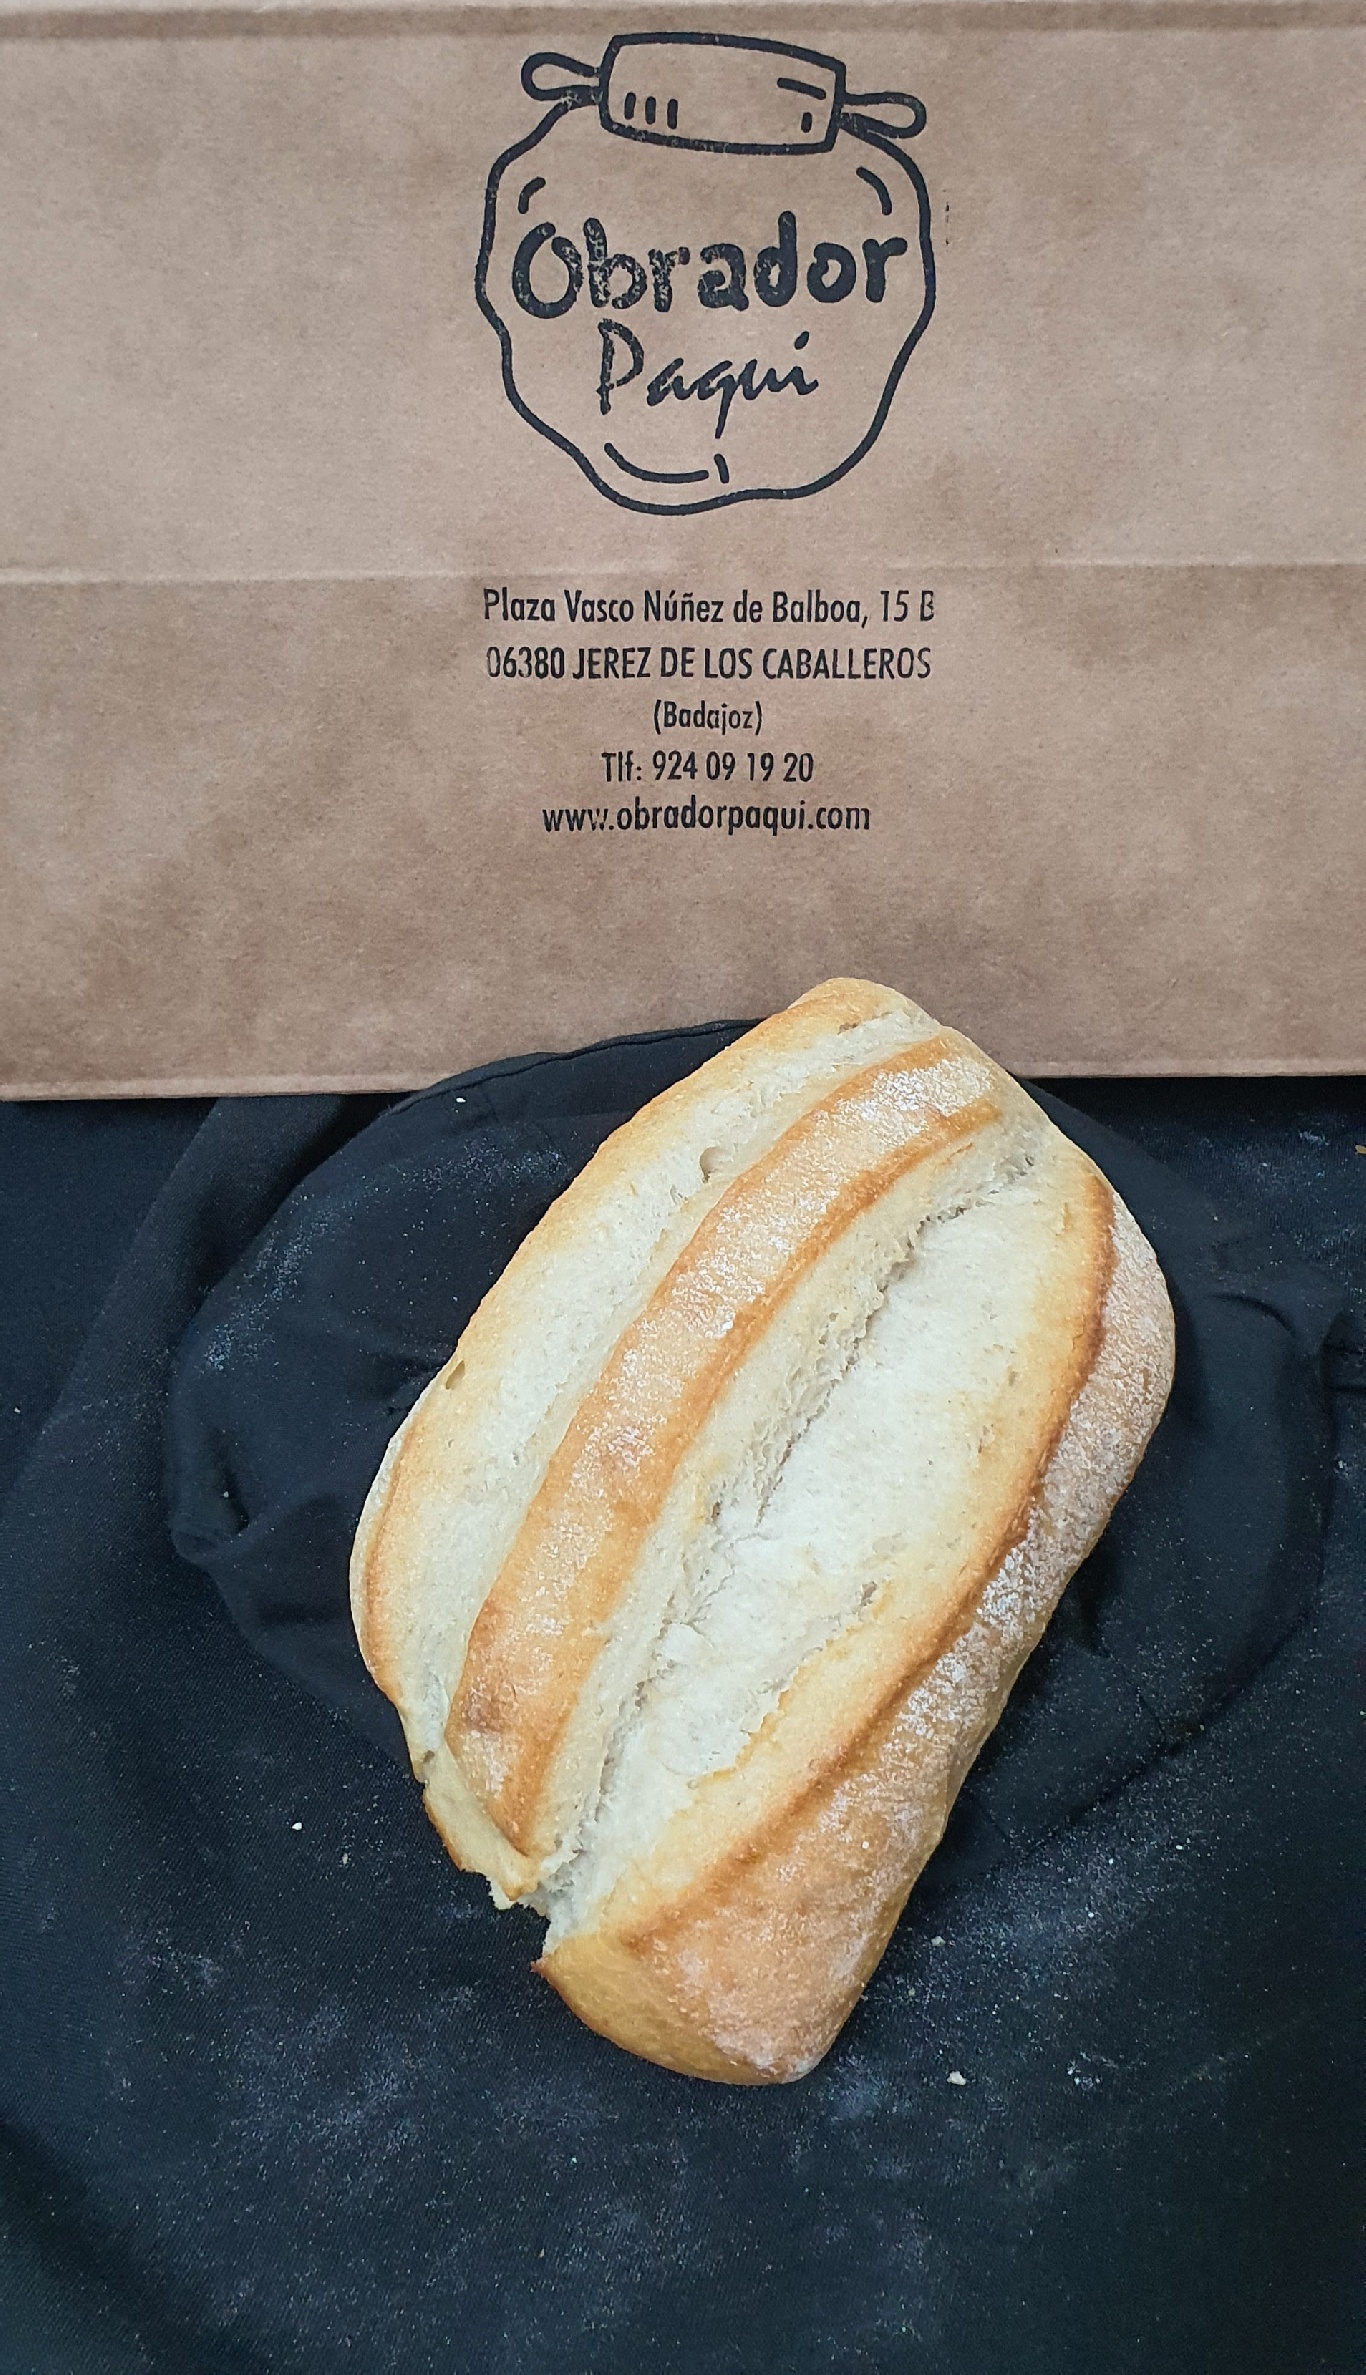 Obrador
Paqui
Plaza Vasco Núñez de Balboa, 15 B
06380 JEREZ DE LOS CABALLEROS
(Badajoz)
Tlf: 924 09 19 20
www.obradorpaqui.com